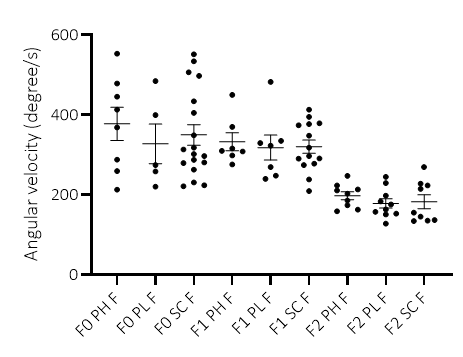 Angular velocity (degree/s)
600
400
200
0
F0 PH F
F0 PL F
F0 SC F
F1 PH F
F1 PL F
F1 SC F
F2 PH F
F2 PL F
F2 SC F